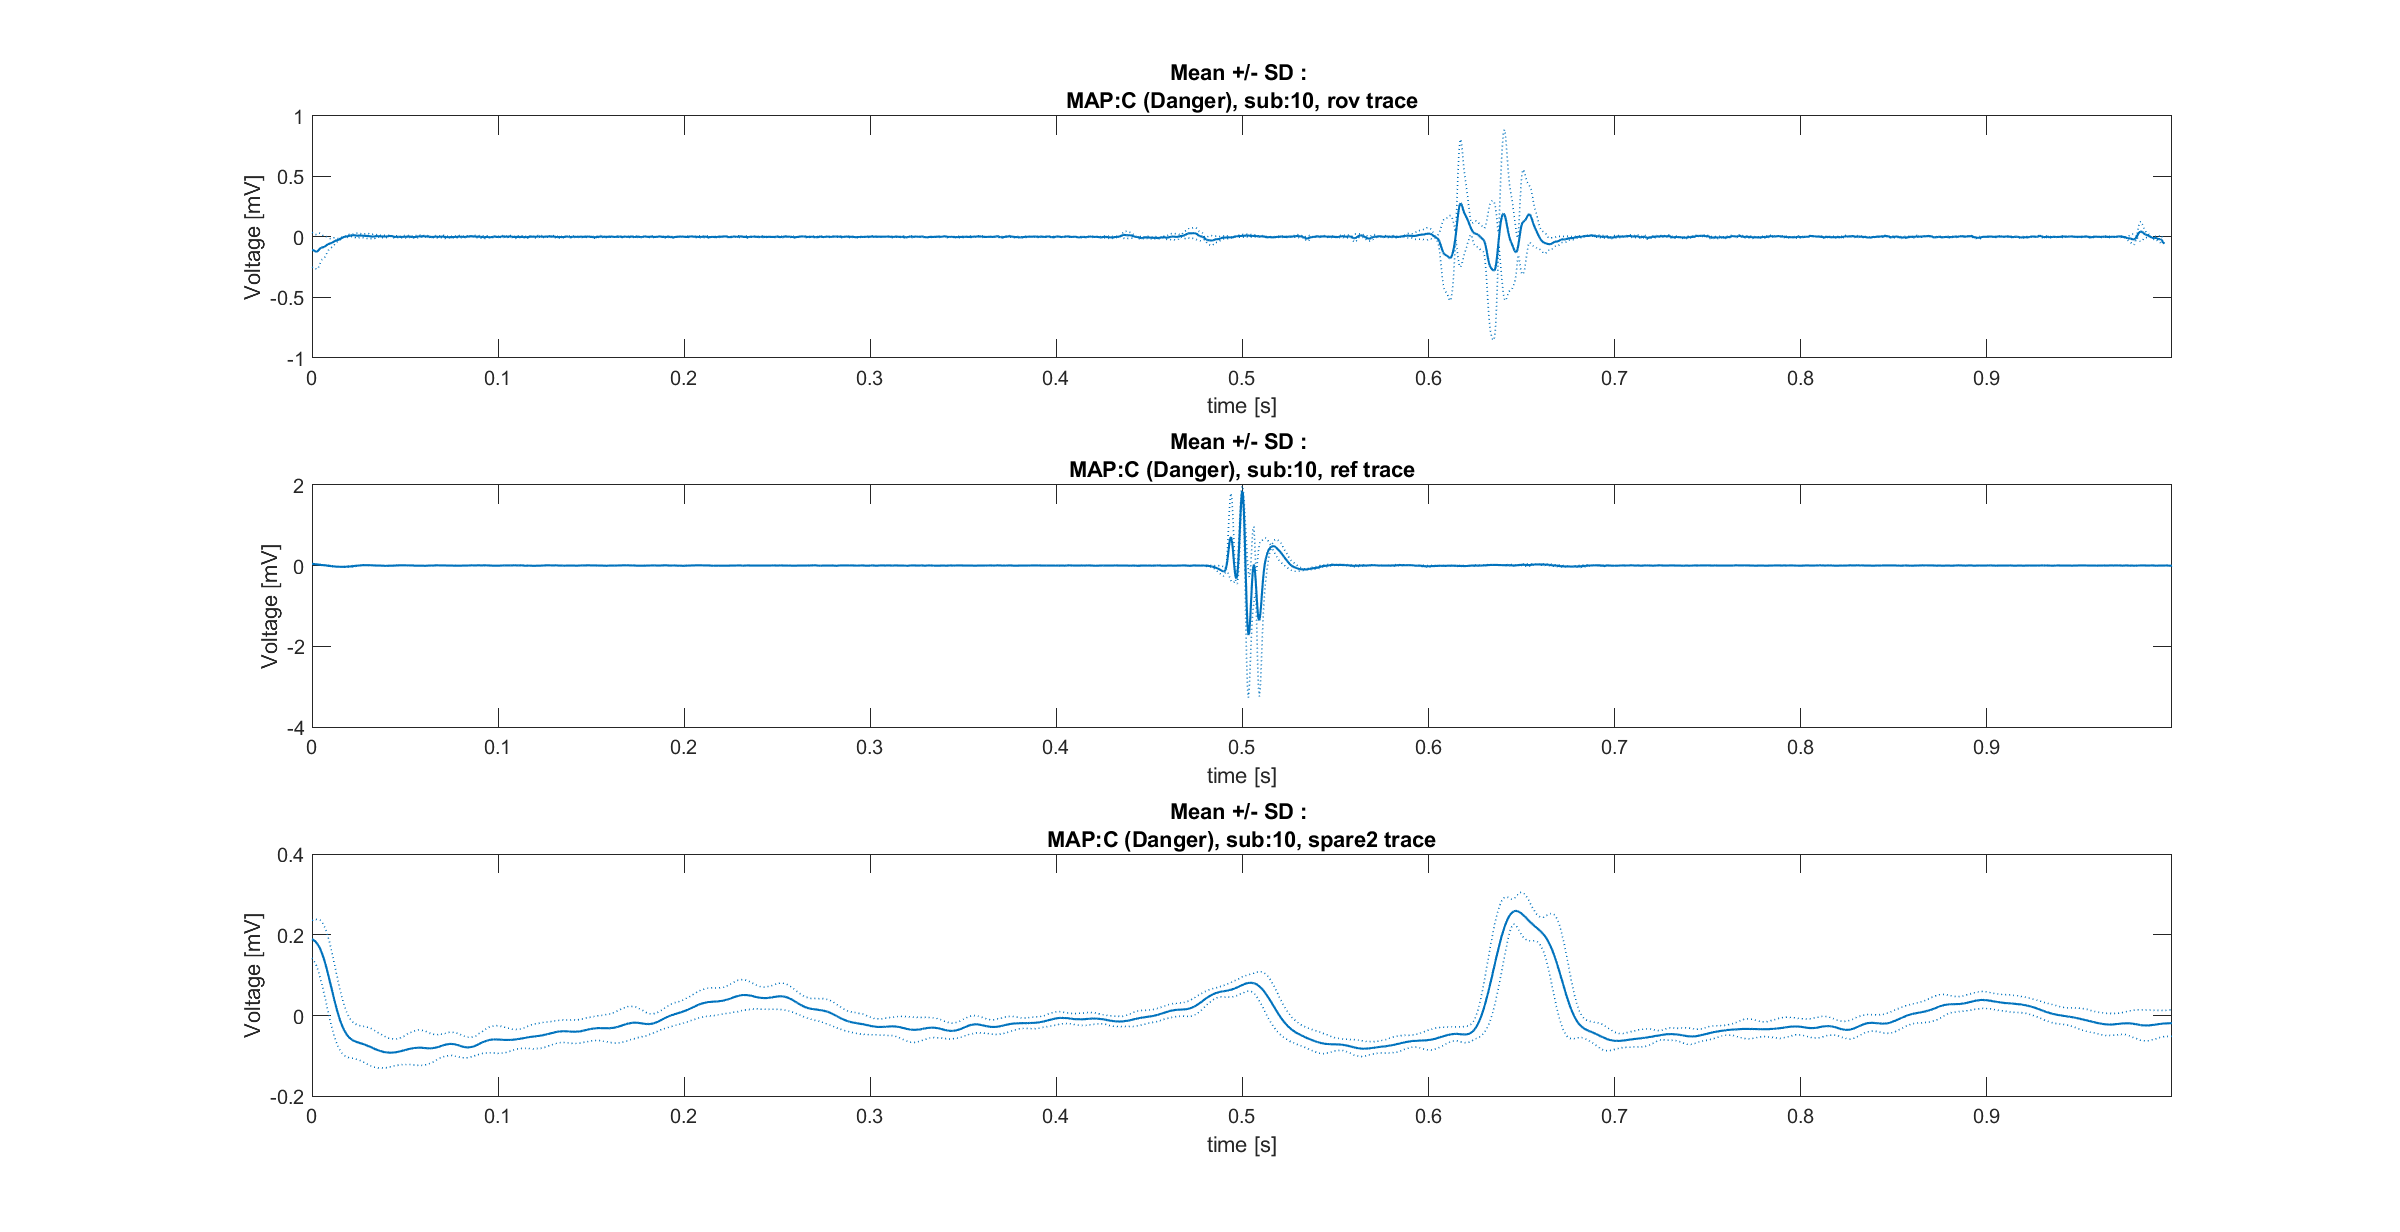 Mean +/- SD :
MAP:C (Danger), sub:10, rov trace
1
0.5
0
-0.5
-1
Voltage [mV]
0 0.1 0.2 0.3 0.4 0.5 0.6 0.7 0.8 0.9
time [s]
Mean +/- SD :
MAP:C (Danger), sub:10, ref trace
2
0
-2
-4
Voltage [mV]
0 0.1 0.2 0.3 0.4 0.5 0.6 0.7 0.8 0.9
time [s]
Mean +/- SD :
MAP:C (Danger), sub:10, spare2 trace
0.4
0.2
0
-0.2
Voltage [mV]
0 0.1 0.2 0.3 0.4 0.5 0.6 0.7 0.8 0.9
time [s]